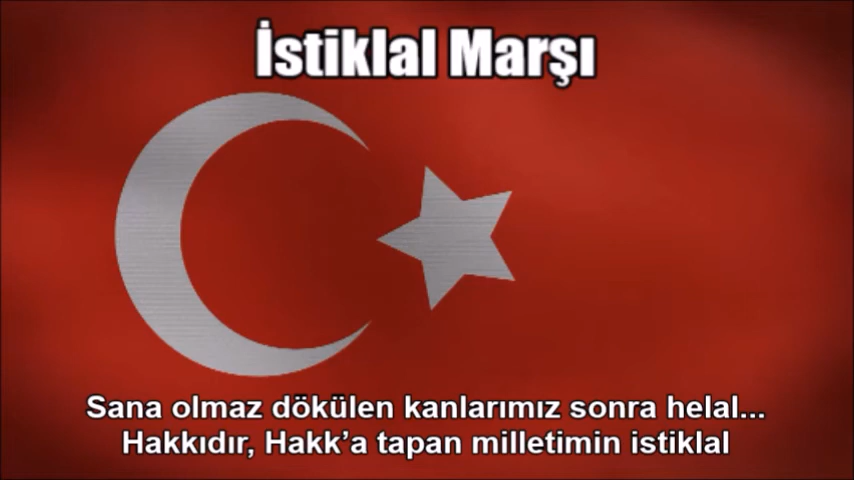 İstiklal Marşı
Sana olmaz dökülen kanlarımız sonra helal...
Hakkıdır, Hakk’a tapan milletimin istiklal